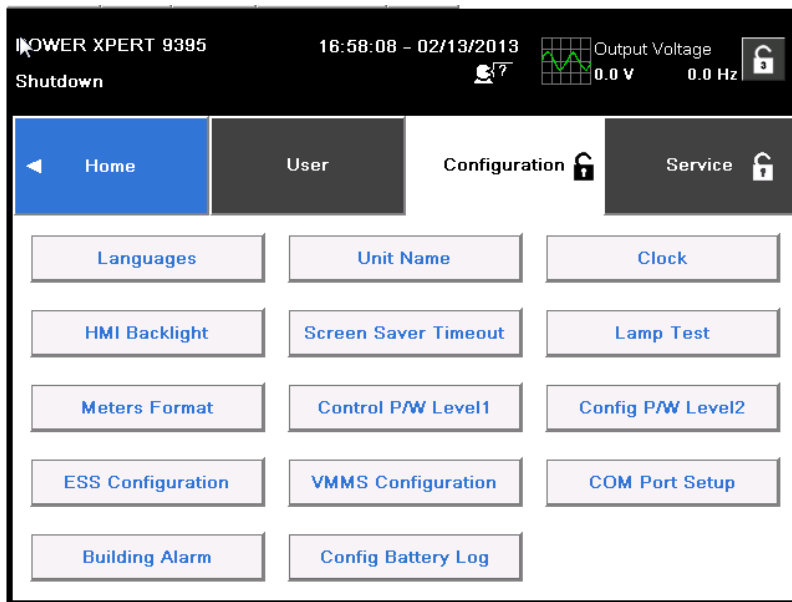 POWER XPERT 9395
16:58:08 - 02/13/2013
Output Voltage
3
Shutdown
?
0.0 V 0.0 Hz
Home
User
Configuration
Service
Languages
Unit Name
Clock
HMI Backlight
Screen Saver Timeout
Lamp Test
Meters Format
Control P/W Level1
Config P/W Level2
ESS Configuration
VMMS Configuration
COM Port Setup
Building Alarm
Config Battery Log